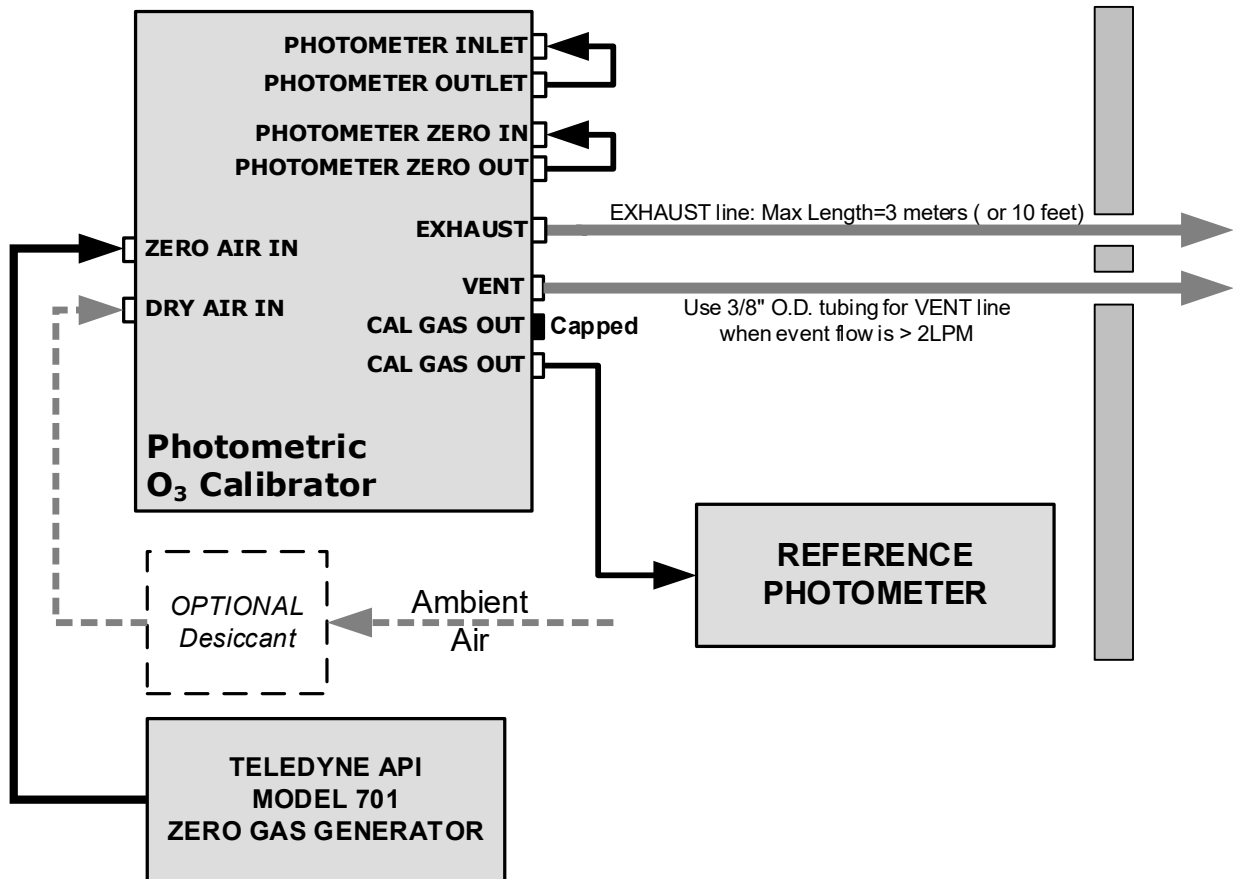 PHOTOMETER INLET
PHOTOMETER OUTLET
PHOTOMETER ZERO IN
PHOTOMETER ZERO OUT
EXHAUST
EXHAUST line: Max Length=3 meters ( or 10 feet)
ZERO AIR IN
VENT
DRY AIR IN
Use 3/8" O.D. tubing for VENT line
when event flow is > 2LPM
CAL GAS OUT
Capped
CAL GAS OUT
Photometric
O₃ Calibrator
REFERENCE
PHOTOMETER
OPTIONAL
Desiccant
Ambient
Air
TELEDYNE API
MODEL 701
ZERO GAS GENERATOR